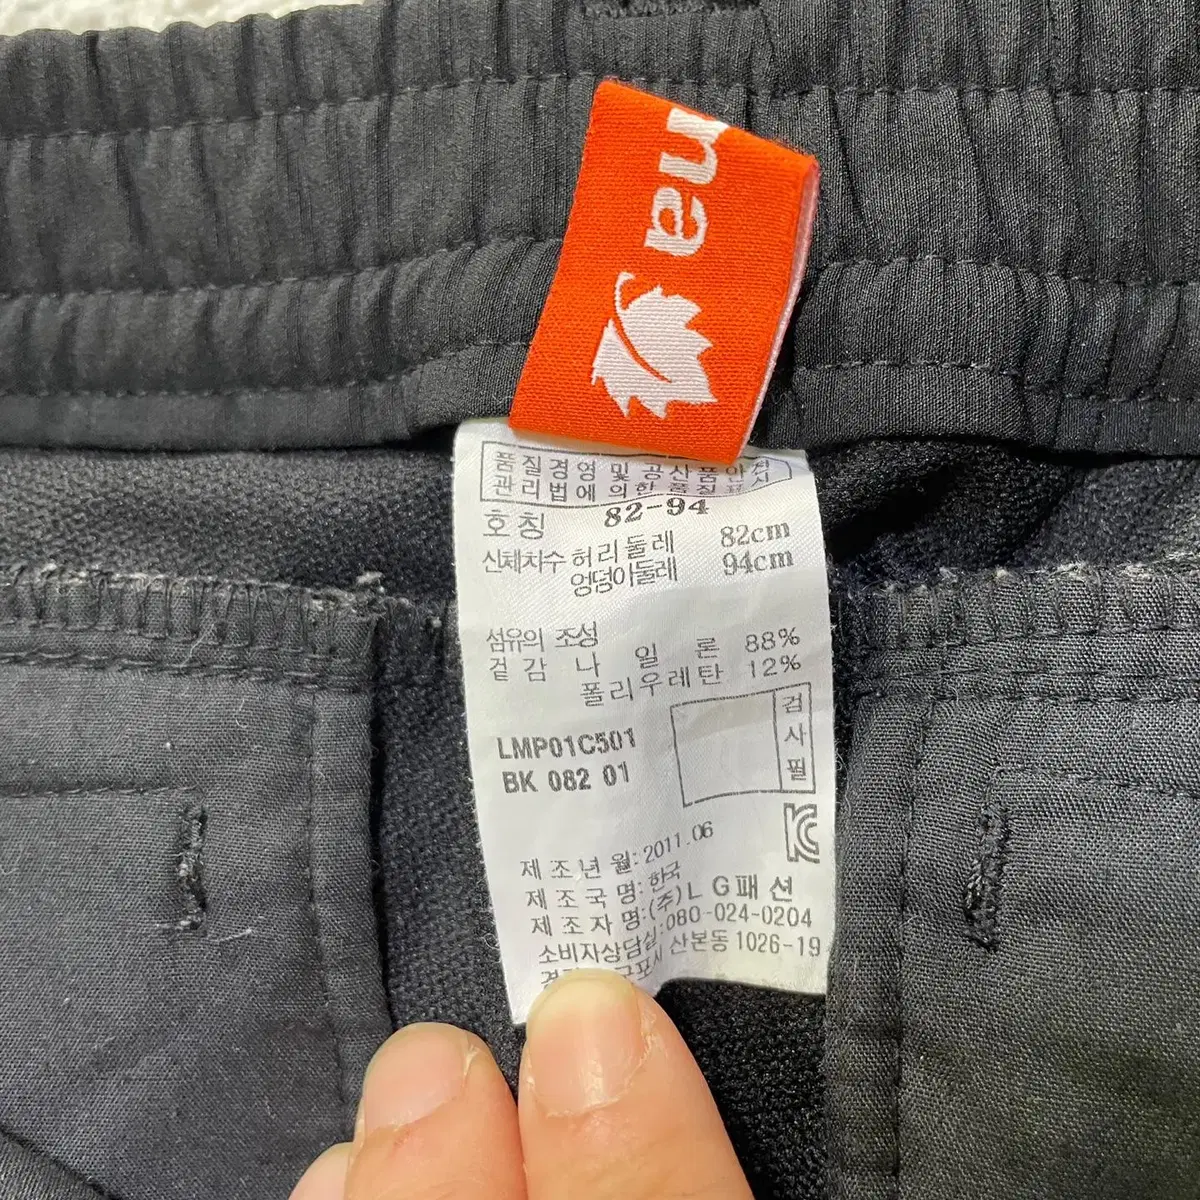 na
품질경영 및 공산품안전
관리법에 의한 품질표시
호칭 82-94
신체치수 허리둘레 82cm
엉덩이둘레 94cm
섬유의 조성
겉감 나일론 88%
폴리우레탄 12%
검사필
LMP01C501
BK 082 01
제조년월: 2011.06
제조국명: 한국
제조자명: (주)LG패션
소비자상담실: 080-024-0204
산본동 1026-19